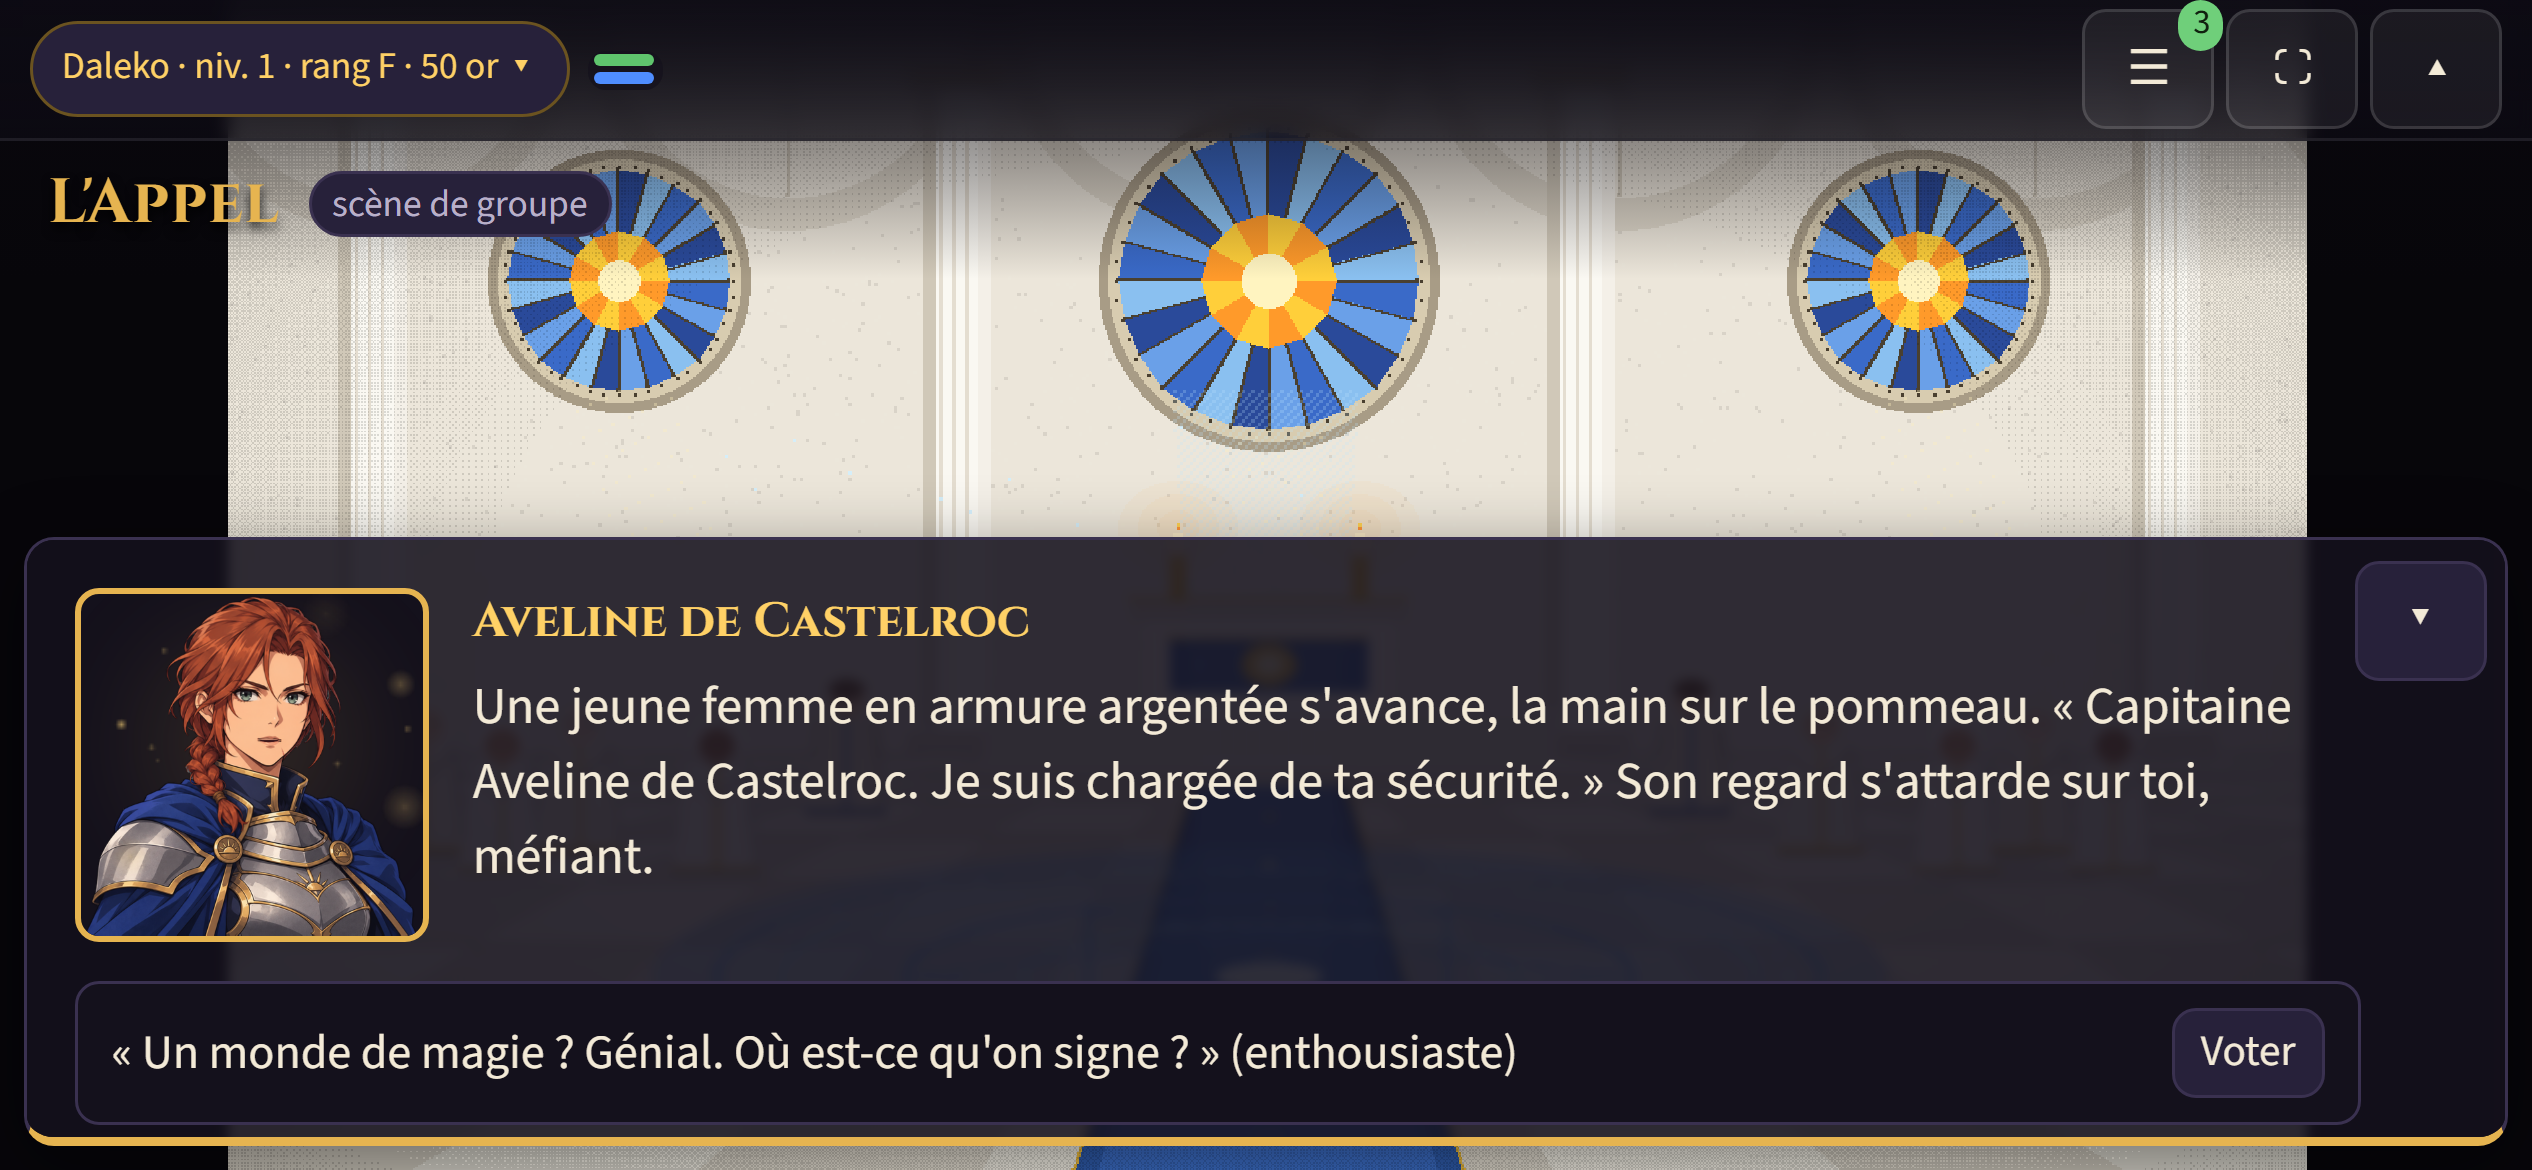 Daleko · niv. 1 · rang F · 50 or ▼
3
L'Appel
scène de groupe
Aveline de Castelroc
Une jeune femme en armure argentée s'avance, la main sur le pommeau. « Capitaine
Aveline de Castelroc. Je suis chargée de ta sécurité. » Son regard s'attarde sur toi,
méfiant.
« Un monde de magie ? Génial. Où est-ce qu'on signe ? » (enthousiaste)
Voter